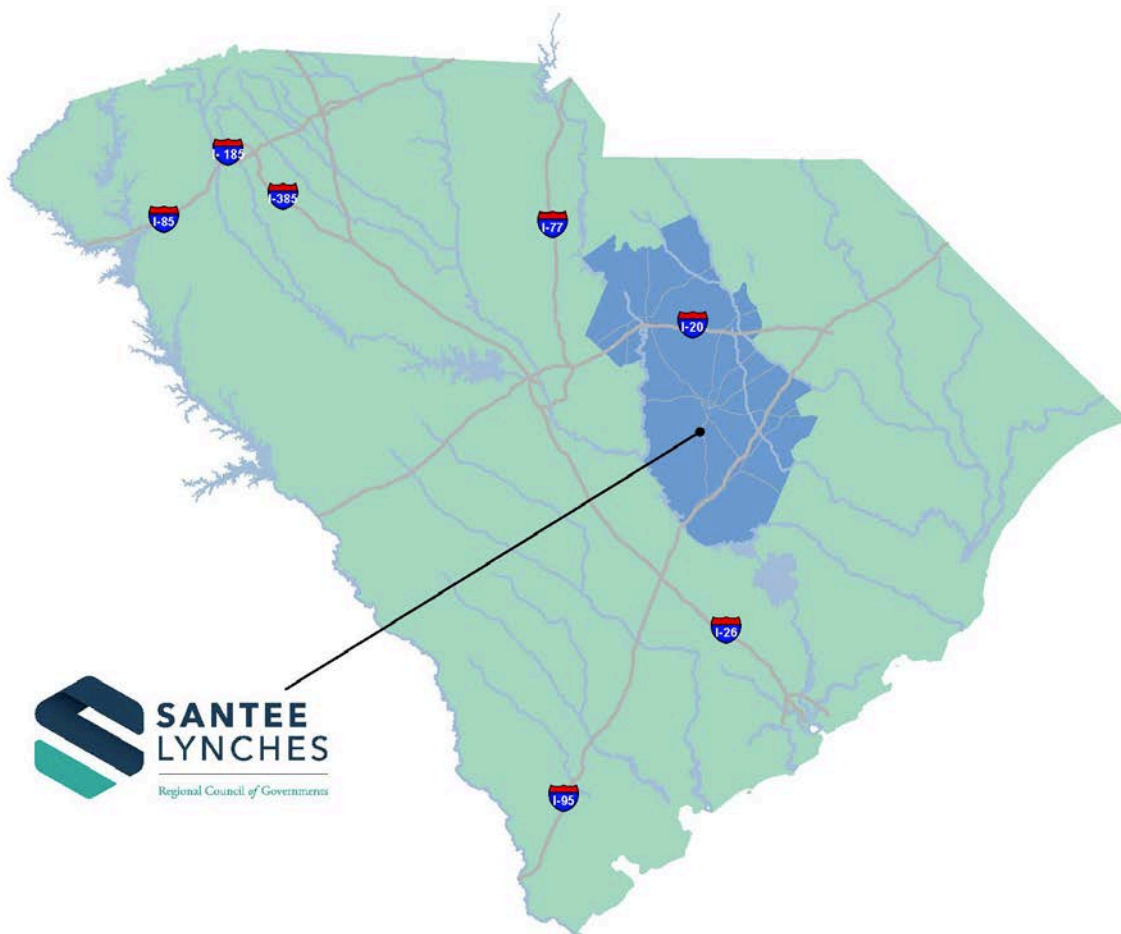 I- 185
I-385
I-85
I-77
I-20
I-26
SANTEE
LYNCHES
Regional Council of Governments
I-95